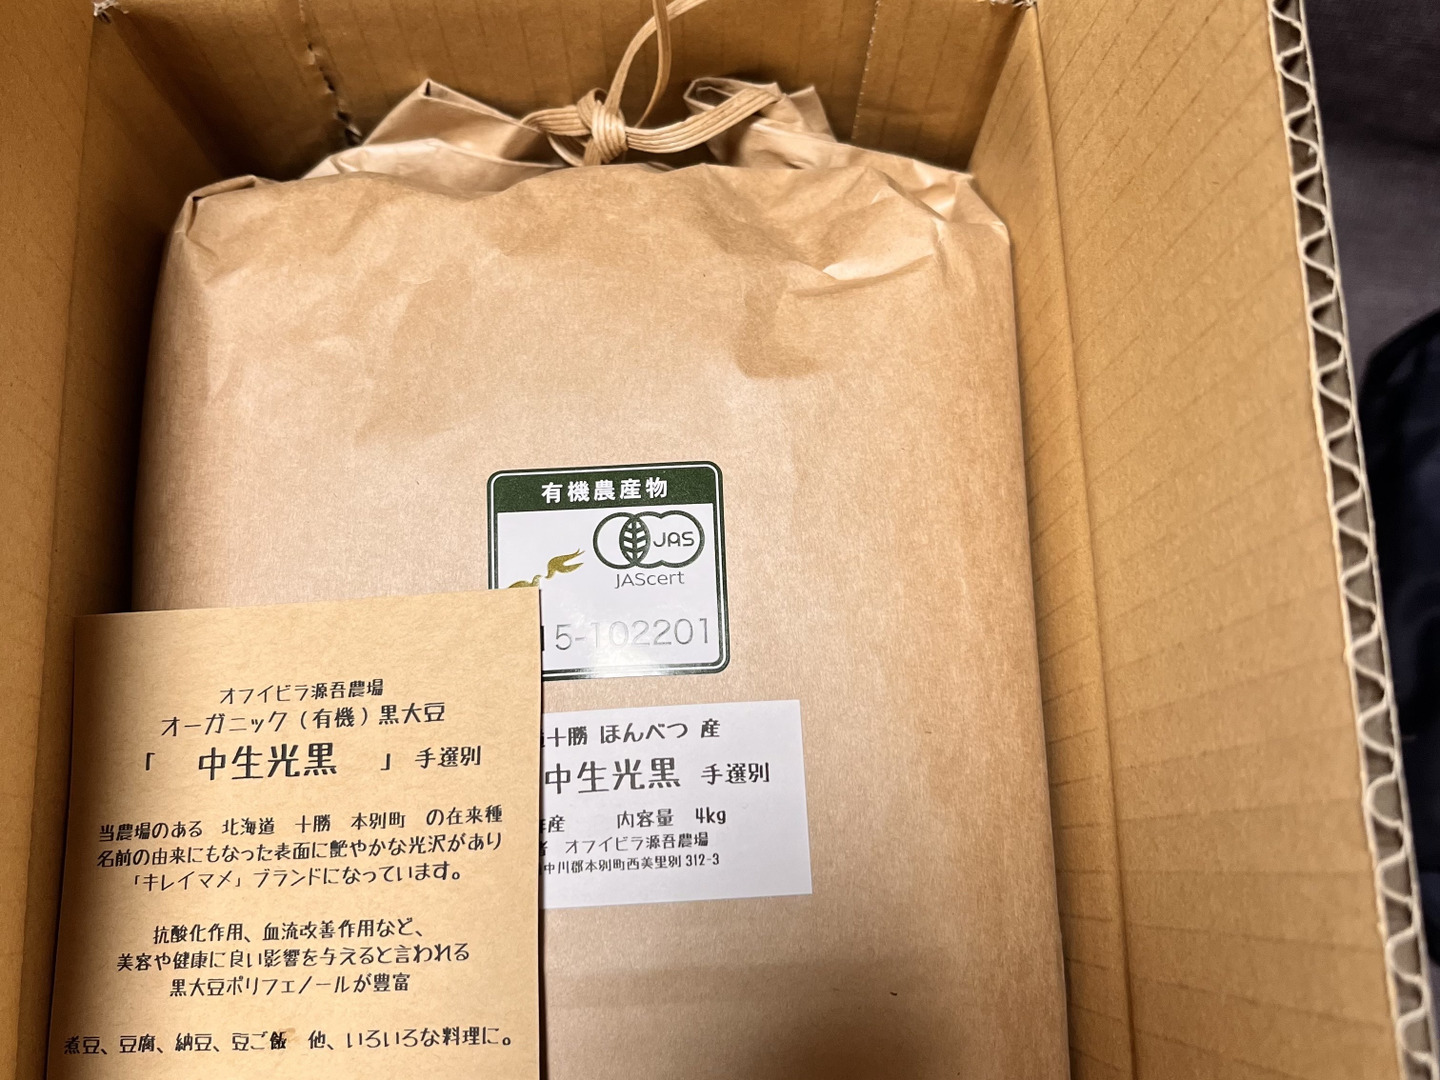 有機農産物
JAS
JAScert
15-102201
十勝 ほんべつ 産
中生光黒 手選別
産 内容量 4kg
者 オフイビラ源吾農場
中川郡本別町西美里別 312-3
オフイビラ源吾農場
オーガニック（有機）黒大豆
「 中生光黒 」 手選別
当農場のある 北海道 十勝 本別町 の在来種
名前の由来にもなった表面に艶やかな光沢があり
「キレイマメ」ブランドになっています。
抗酸化作用、血流改善作用など、
美容や健康に良い影響を与えると言われる
黒大豆ポリフェノールが豊富
煮豆、豆腐、納豆、豆ご飯 他、いろいろな料理に。